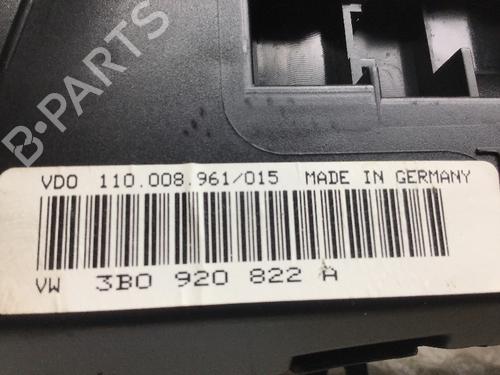 B-PARTS
VDO 110.008.961/015 MADE IN GERMANY
VW 3B0 920 822 A